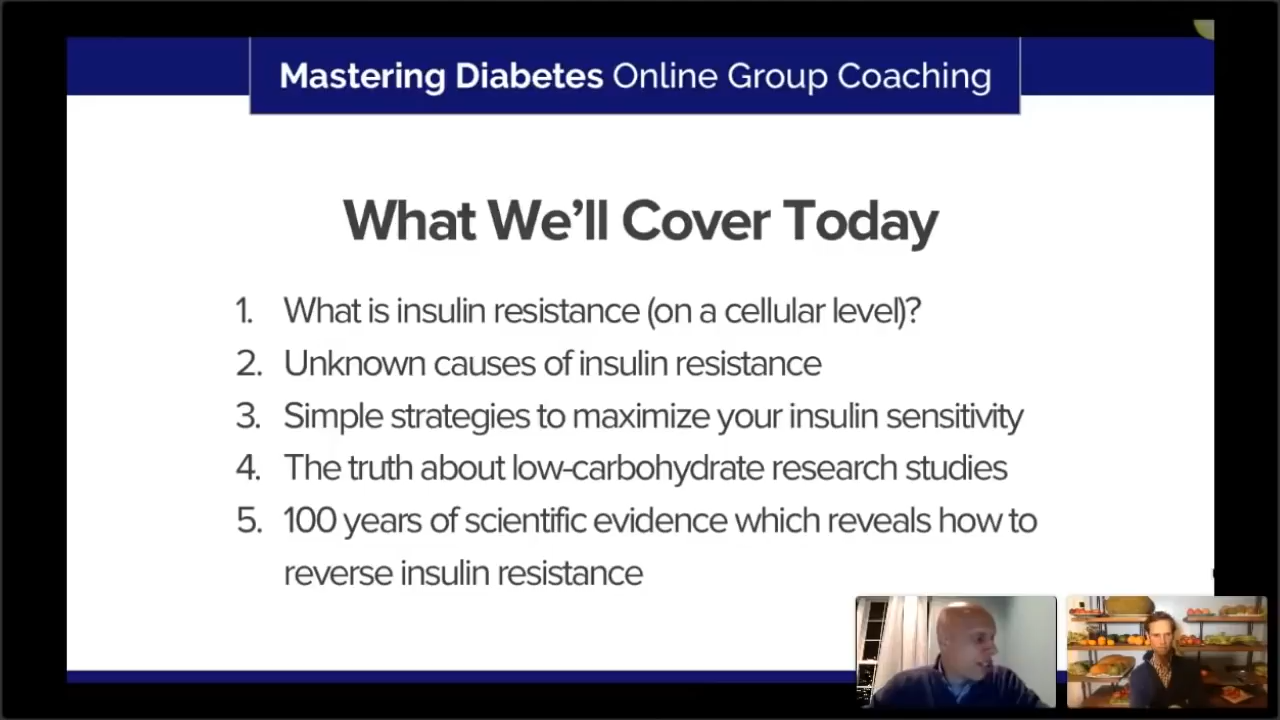 Mastering Diabetes Online Group Coaching
What We’ll Cover Today
1. What is insulin resistance (on a cellular level)?
2. Unknown causes of insulin resistance
3. Simple strategies to maximize your insulin sensitivity
4. The truth about low-carbohydrate research studies
5. 100 years of scientific evidence which reveals how to
reverse insulin resistance